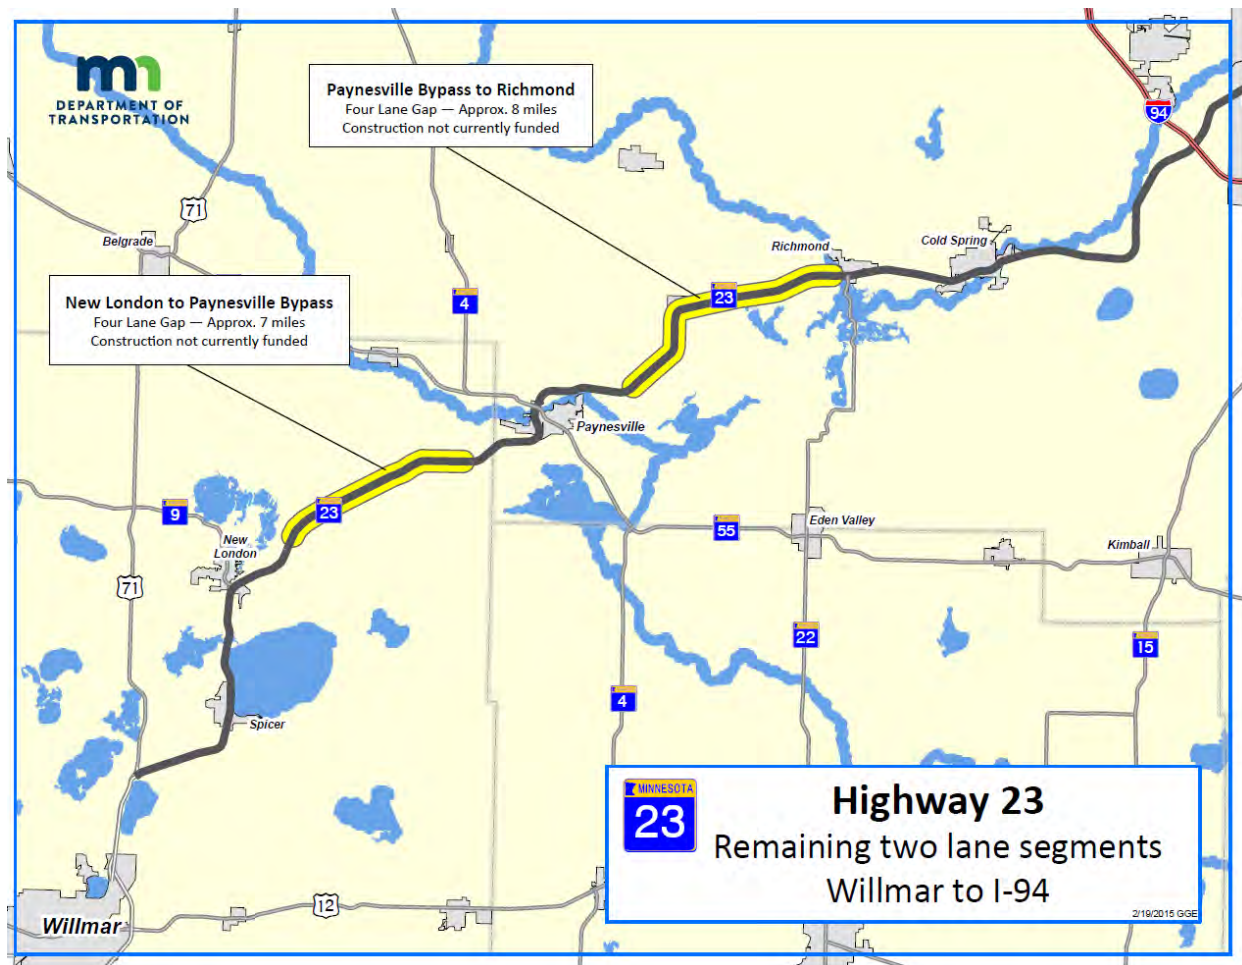 DEPARTMENT OF
TRANSPORTATION
Paynesville Bypass to Richmond
Four Lane Gap — Approx. 8 miles
Construction not currently funded
94
71
Belgrade
Richmond
Cold Spring
New London to Paynesville Bypass
Four Lane Gap — Approx. 7 miles
Construction not currently funded
4
23
Paynesville
9
23
55
Eden Valley
New
London
Kimball
71
22
15
4
Spicer
MINNESOTA
23
Highway 23
Remaining two lane segments
Willmar to I-94
2/19/2015 GGE
12
Willmar